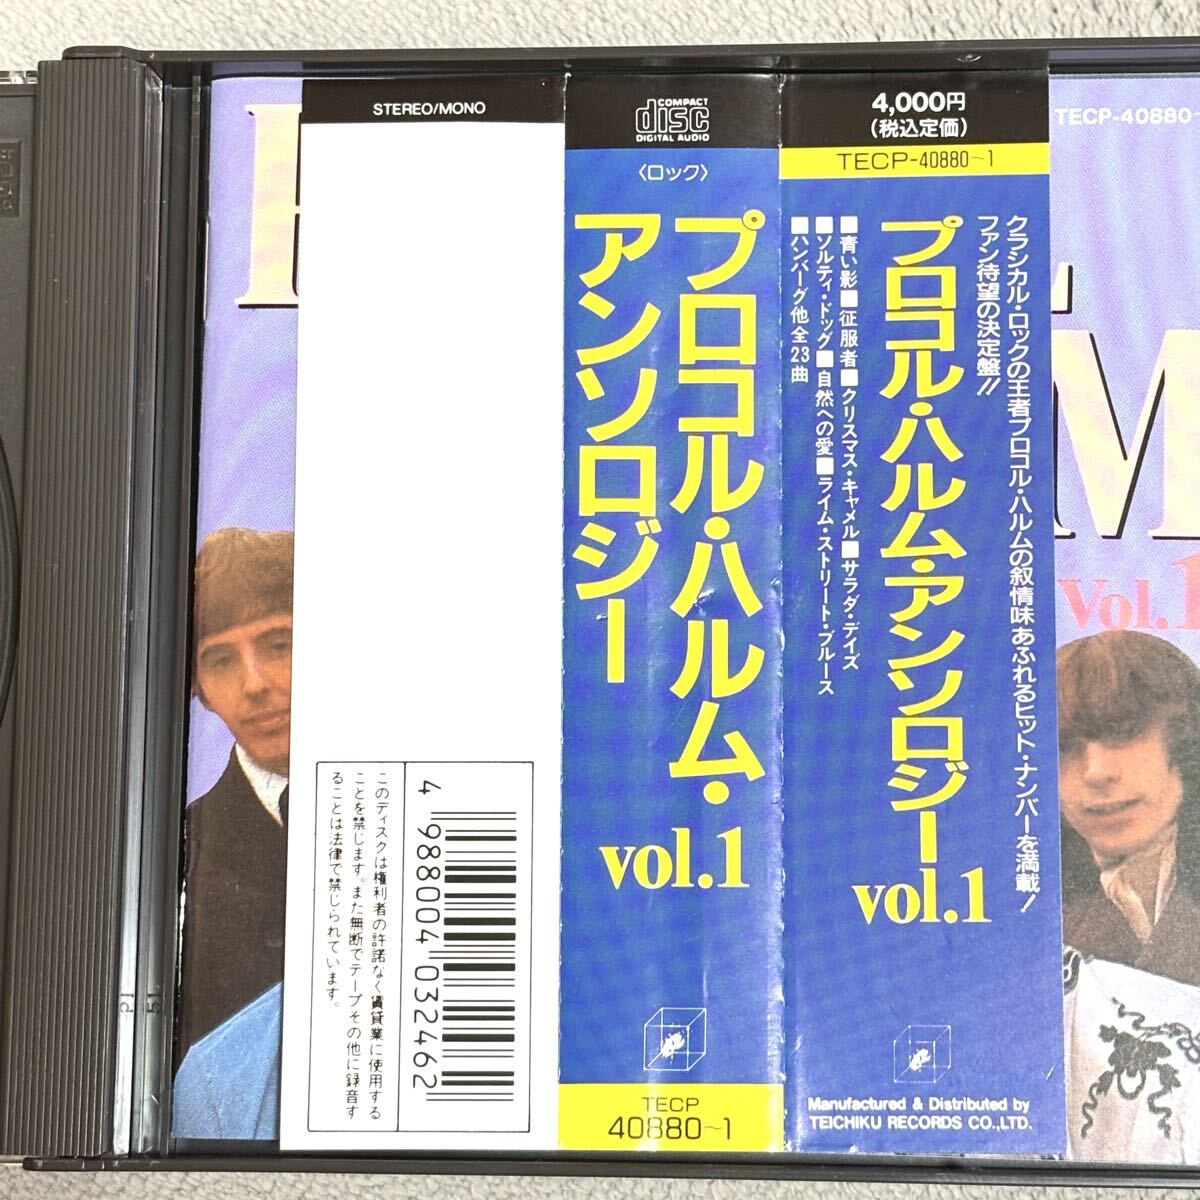 STEREO/MONO
このディスクは権利者の許諾なく賃貸業に使用する
ことを禁じます。また無断でテープその他に録音す
ることは法律で禁じられています。
4 988004 032462
COMPACT
disc
DIGITAL AUDIO
〈ロック〉
プロコル・ハルム・
アンソロジー
vol.1
TECP
40880~1
4,000円
(税込定価)
TECP-40880~1
クラシカル・ロックの王者プロコル・ハルムの叙情味あふれるヒット・ナンバーを満載!
ファン待望の決定盤!!
プロコル・ハルム・アンソロジー
vol.1
■青い影■征服者■クリスマス・キャメル■サラダ・デイズ
■ソルティ・ドッグ■自然への愛■ライム・ストリート・ブルース
■ハンバーグ他全23曲
Manufactured & Distributed by
TEICHIKU RECORDS CO.,LTD.
TECP-40880~
M
Vol.1